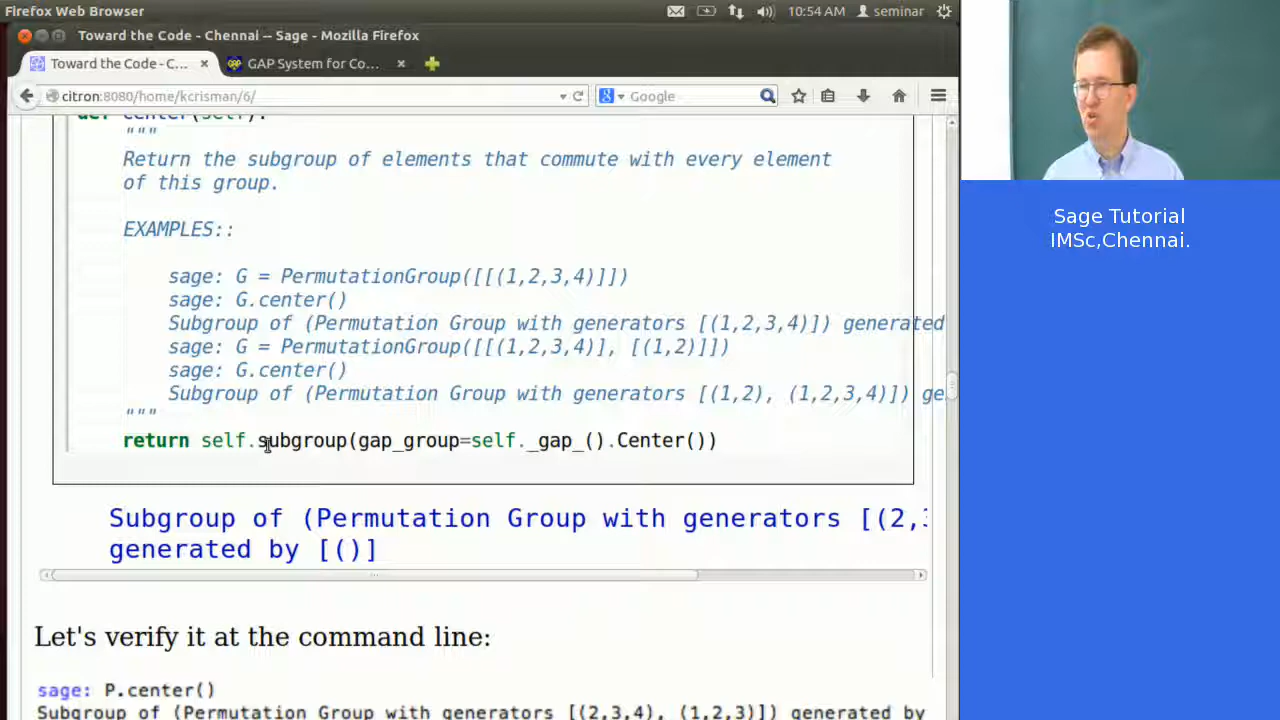 Firefox Web Browser
10:54 AM seminar
Toward the Code - Chennai -- Sage - Mozilla Firefox
Toward the Code - C... GAP System for Co...
citron:8080/home/kcrisman/6/ Google
def center(self):
"""
Return the subgroup of elements that commute with every element
of this group.
EXAMPLES::
sage: G = PermutationGroup([[(1,2,3,4)]])
sage: G.center()
Subgroup of (Permutation Group with generators [(1,2,3,4)]) generated
sage: G = PermutationGroup([[(1,2,3,4)], [(1,2)]])
sage: G.center()
Subgroup of (Permutation Group with generators [(1,2), (1,2,3,4)]) ge
"""
return self.subgroup(gap_group=self._gap_().Center())
Subgroup of (Permutation Group with generators [(2,3
generated by [()]
Let's verify it at the command line:
sage: P.center()
Subgroup of (Permutation Group with generators [(2,3,4), (1,2,3)]) generated by
Sage Tutorial
IMSc,Chennai.